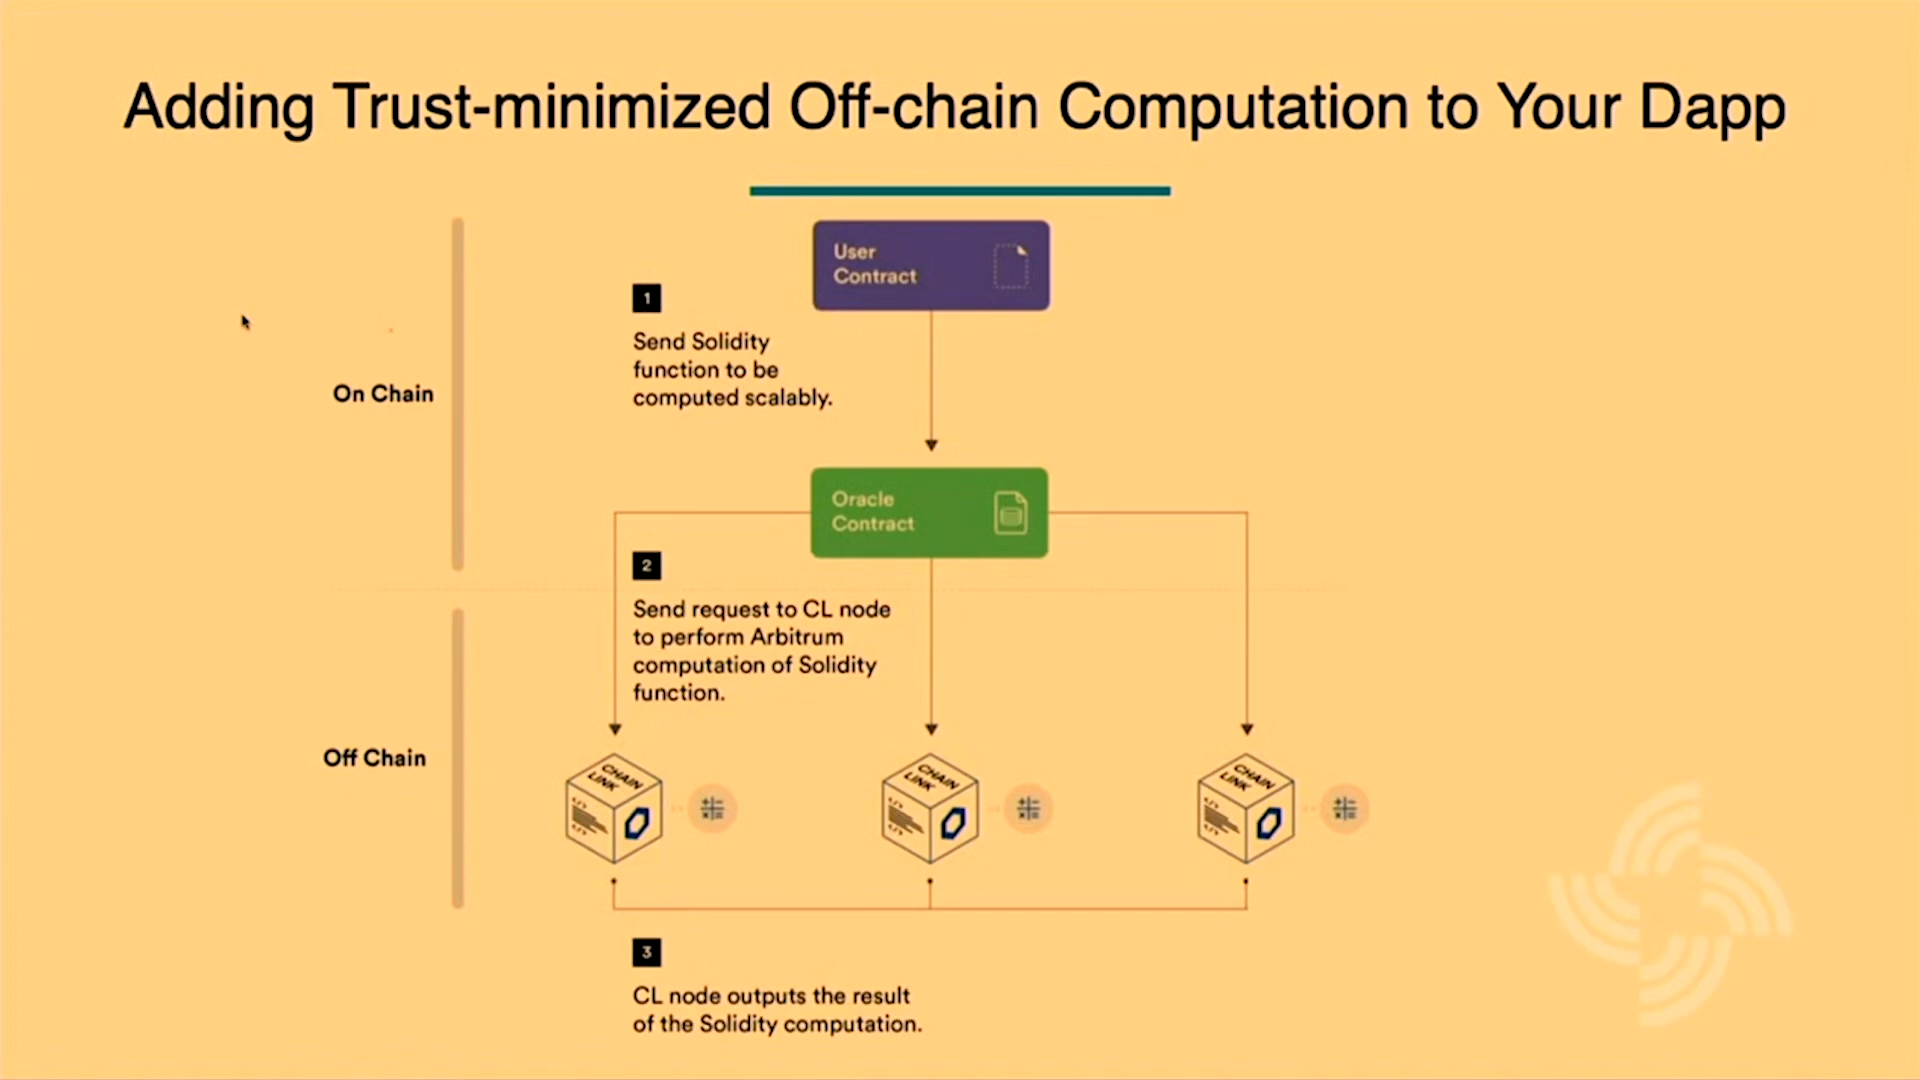 Adding Trust-minimized Off-chain Computation to Your Dapp
User
Contract
1
Send Solidity
function to be
computed scalably.
On Chain
Oracle
Contract
2
Send request to CL node
to perform Arbitrum
computation of Solidity
function.
Off Chain
CHAIN
LINK
CHAIN
LINK
CHAIN
LINK
3
CL node outputs the result
of the Solidity computation.